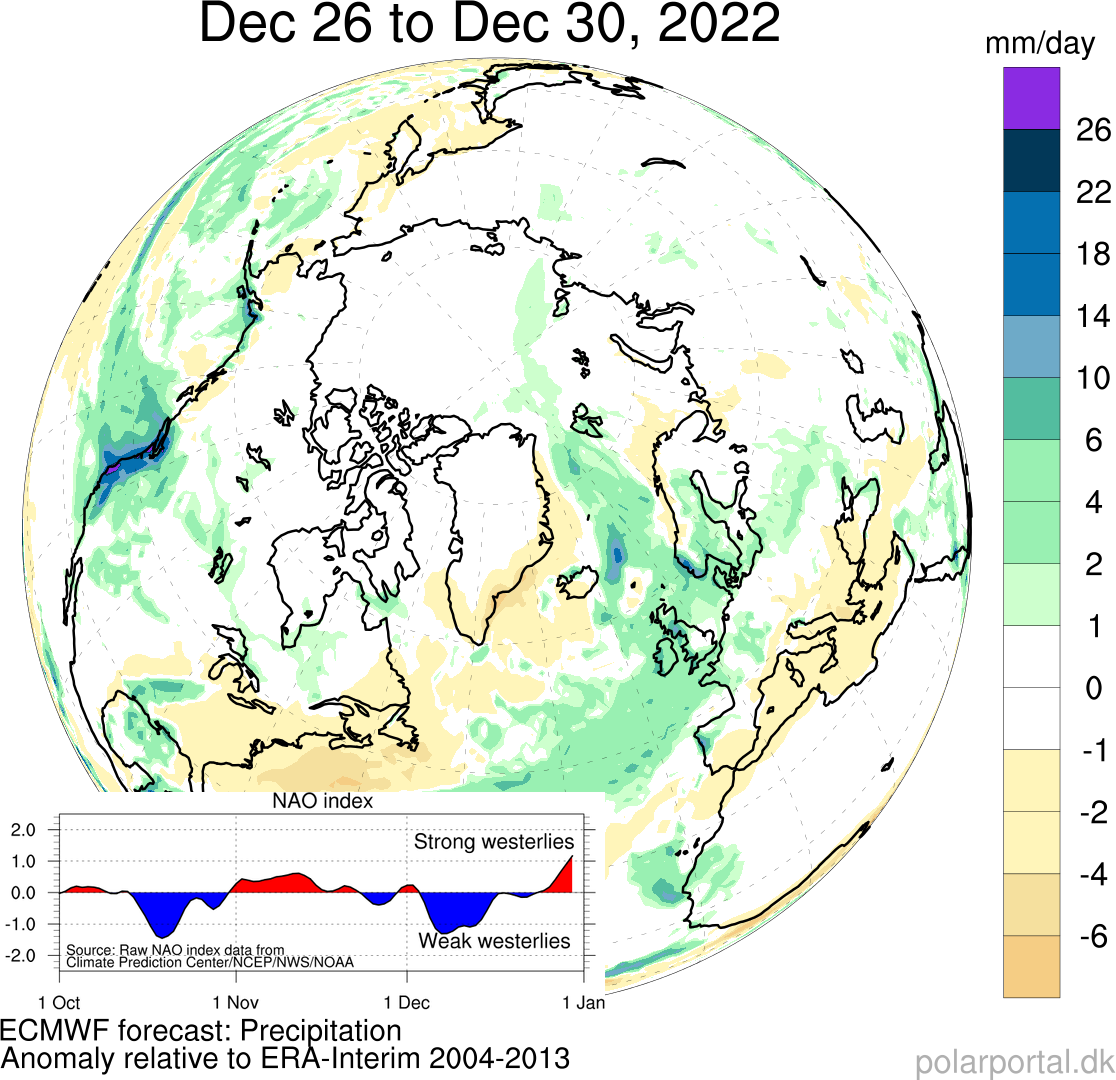 Dec 26 to Dec 30, 2022
mm/day
26
22
18
14
10
6
4
2
1
0
-1
-2
-4
-6
NAO index
2.0
1.0
0.0
-1.0
-2.0
Strong westerlies
Weak westerlies
Source: Raw NAO index data from
Climate Prediction Center/NCEP/NWS/NOAA
1 Oct 1 Nov 1 Dec 1 Jan
ECMWF forecast: Precipitation
Anomaly relative to ERA-Interim 2004-2013
polarportal.dk